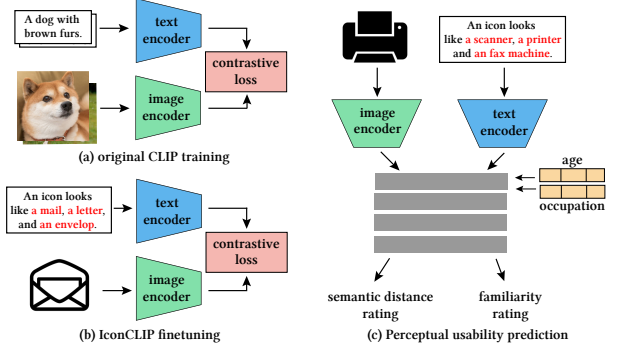 A dog with
brown furs.
text
encoder
contrastive
loss
image
encoder
(a) original CLIP training
An icon looks
like a mail, a letter,
and an envelop.
text
encoder
contrastive
loss
image
encoder
(b) IconCLIP finetuning
An icon looks
like a scanner, a printer
and an fax machine.
image
encoder
text
encoder
age
occupation
semantic distance
rating
familiarity
rating
(c) Perceptual usability prediction